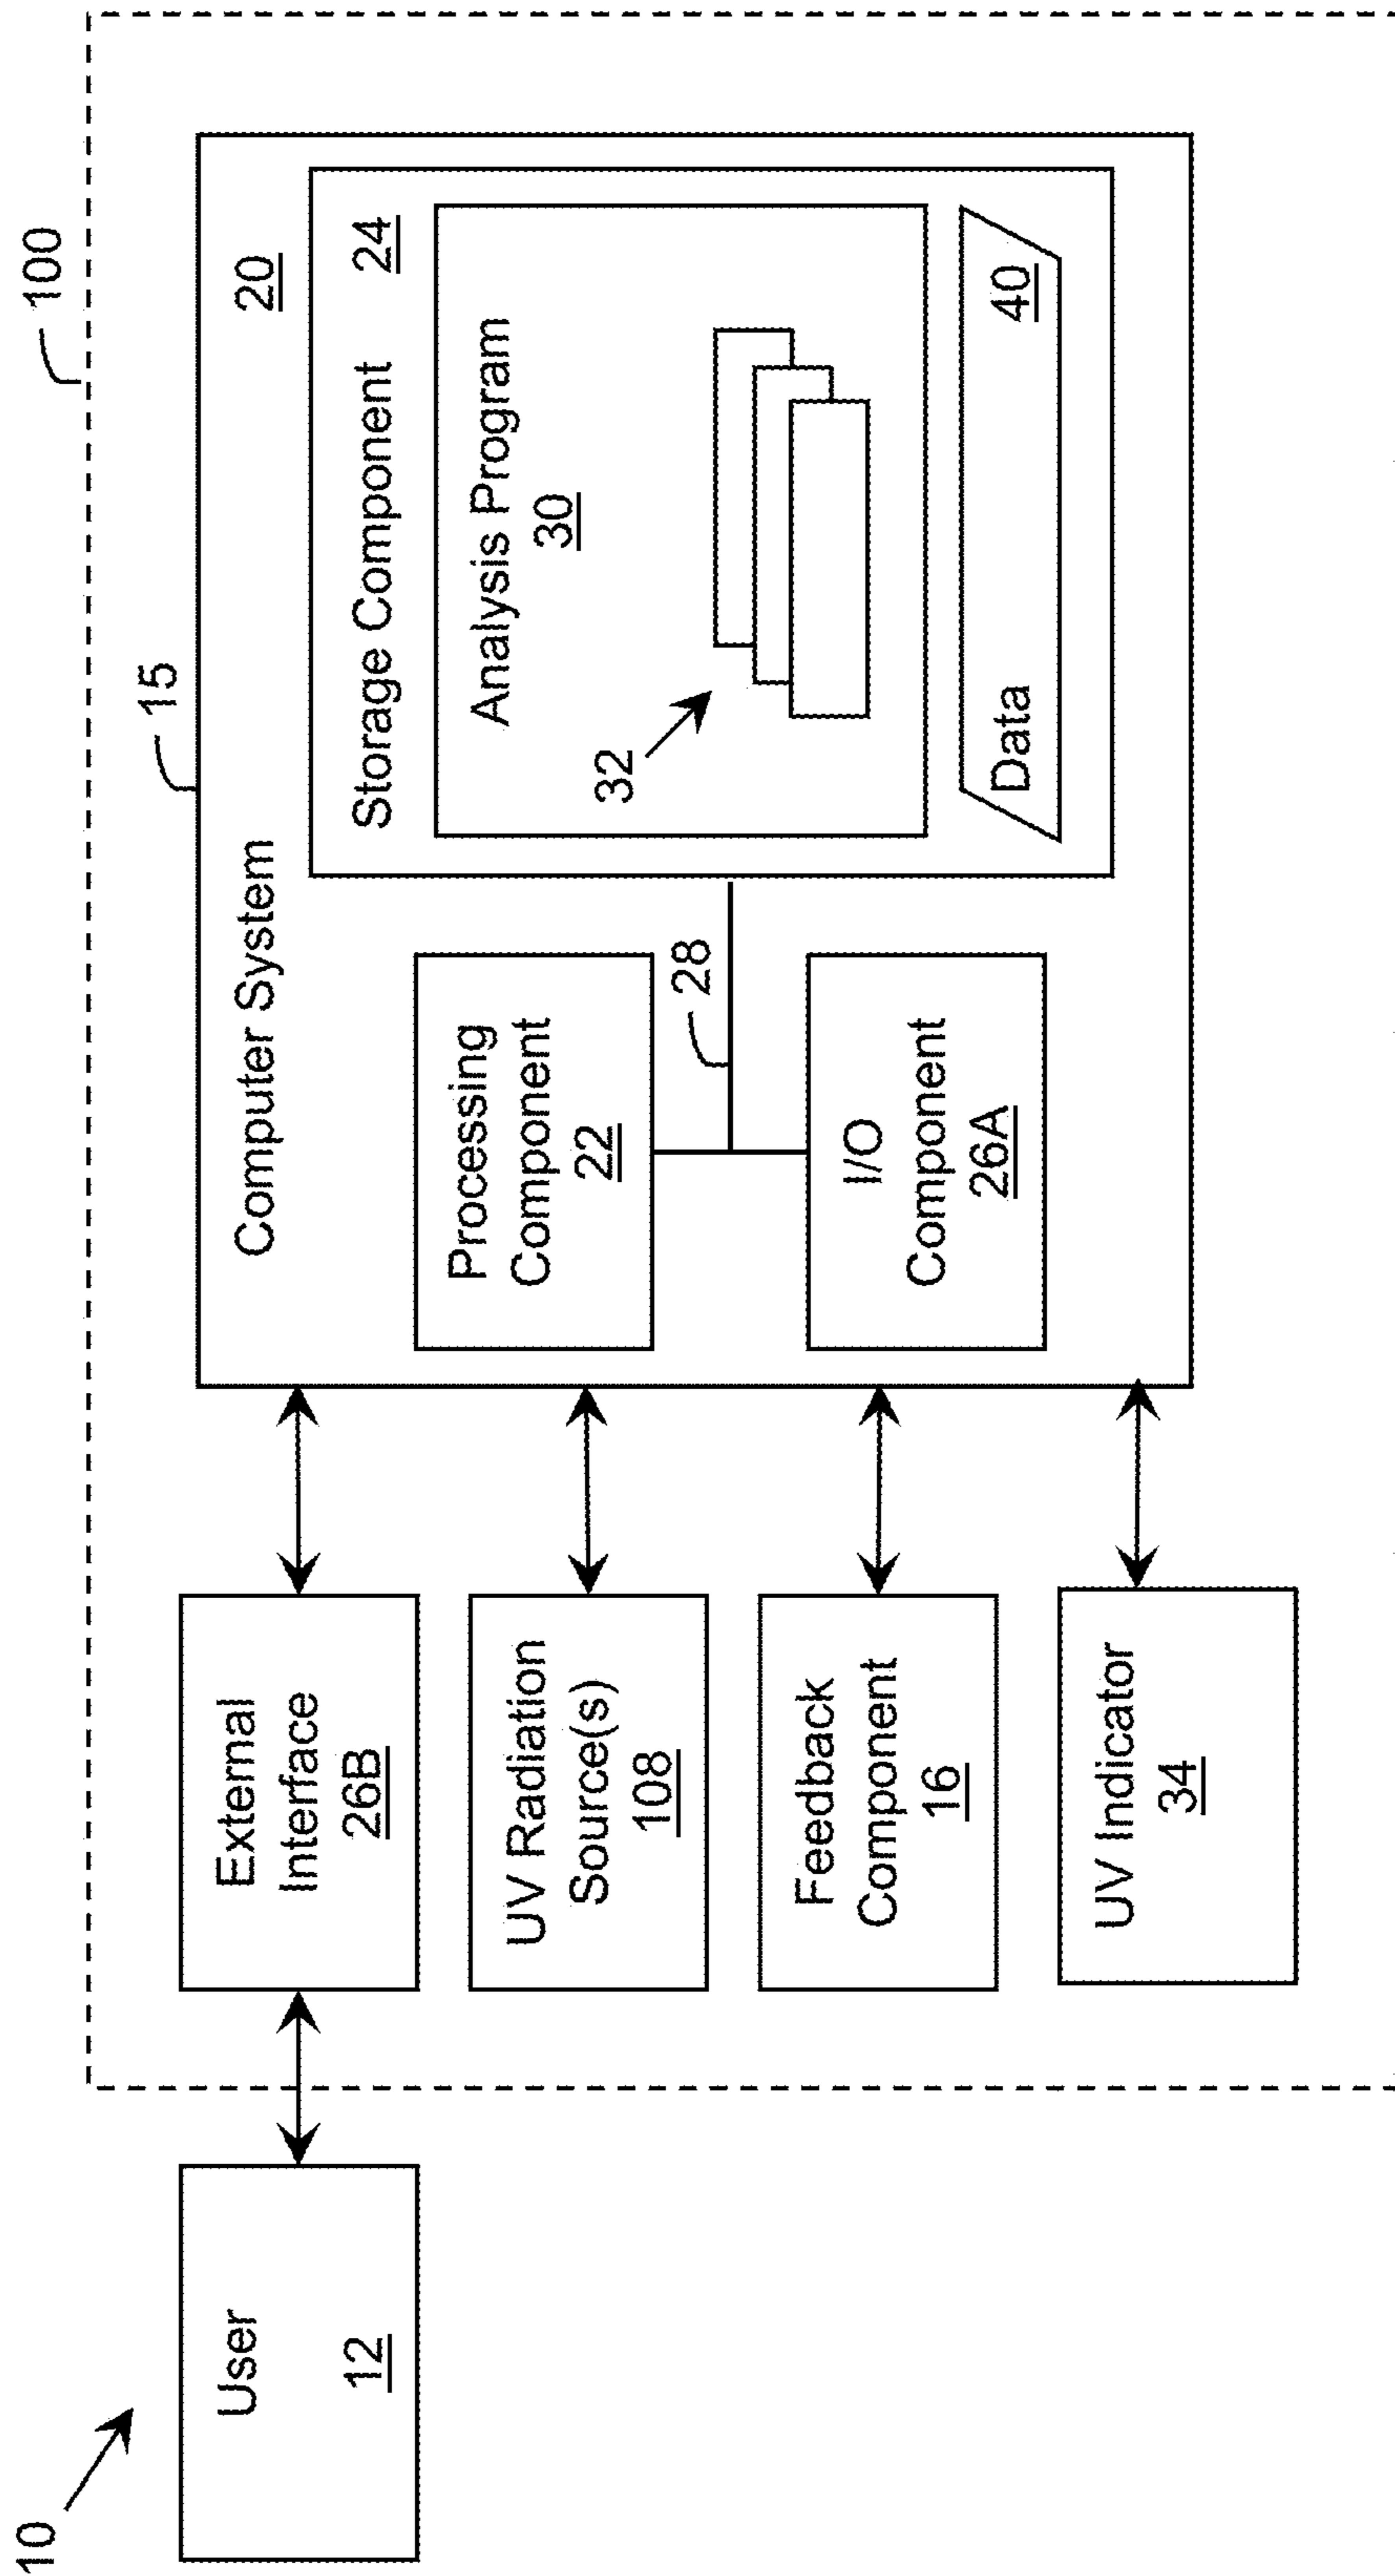 10
100
15
User
12
External
Interface
26B
UV Radiation
Source(s)
108
Feedback
Component
16
UV Indicator
34
Computer System
20
Processing
Component
22
28
I/O
Component
26A
Storage Component 24
Analysis Program
30
32
Data
40